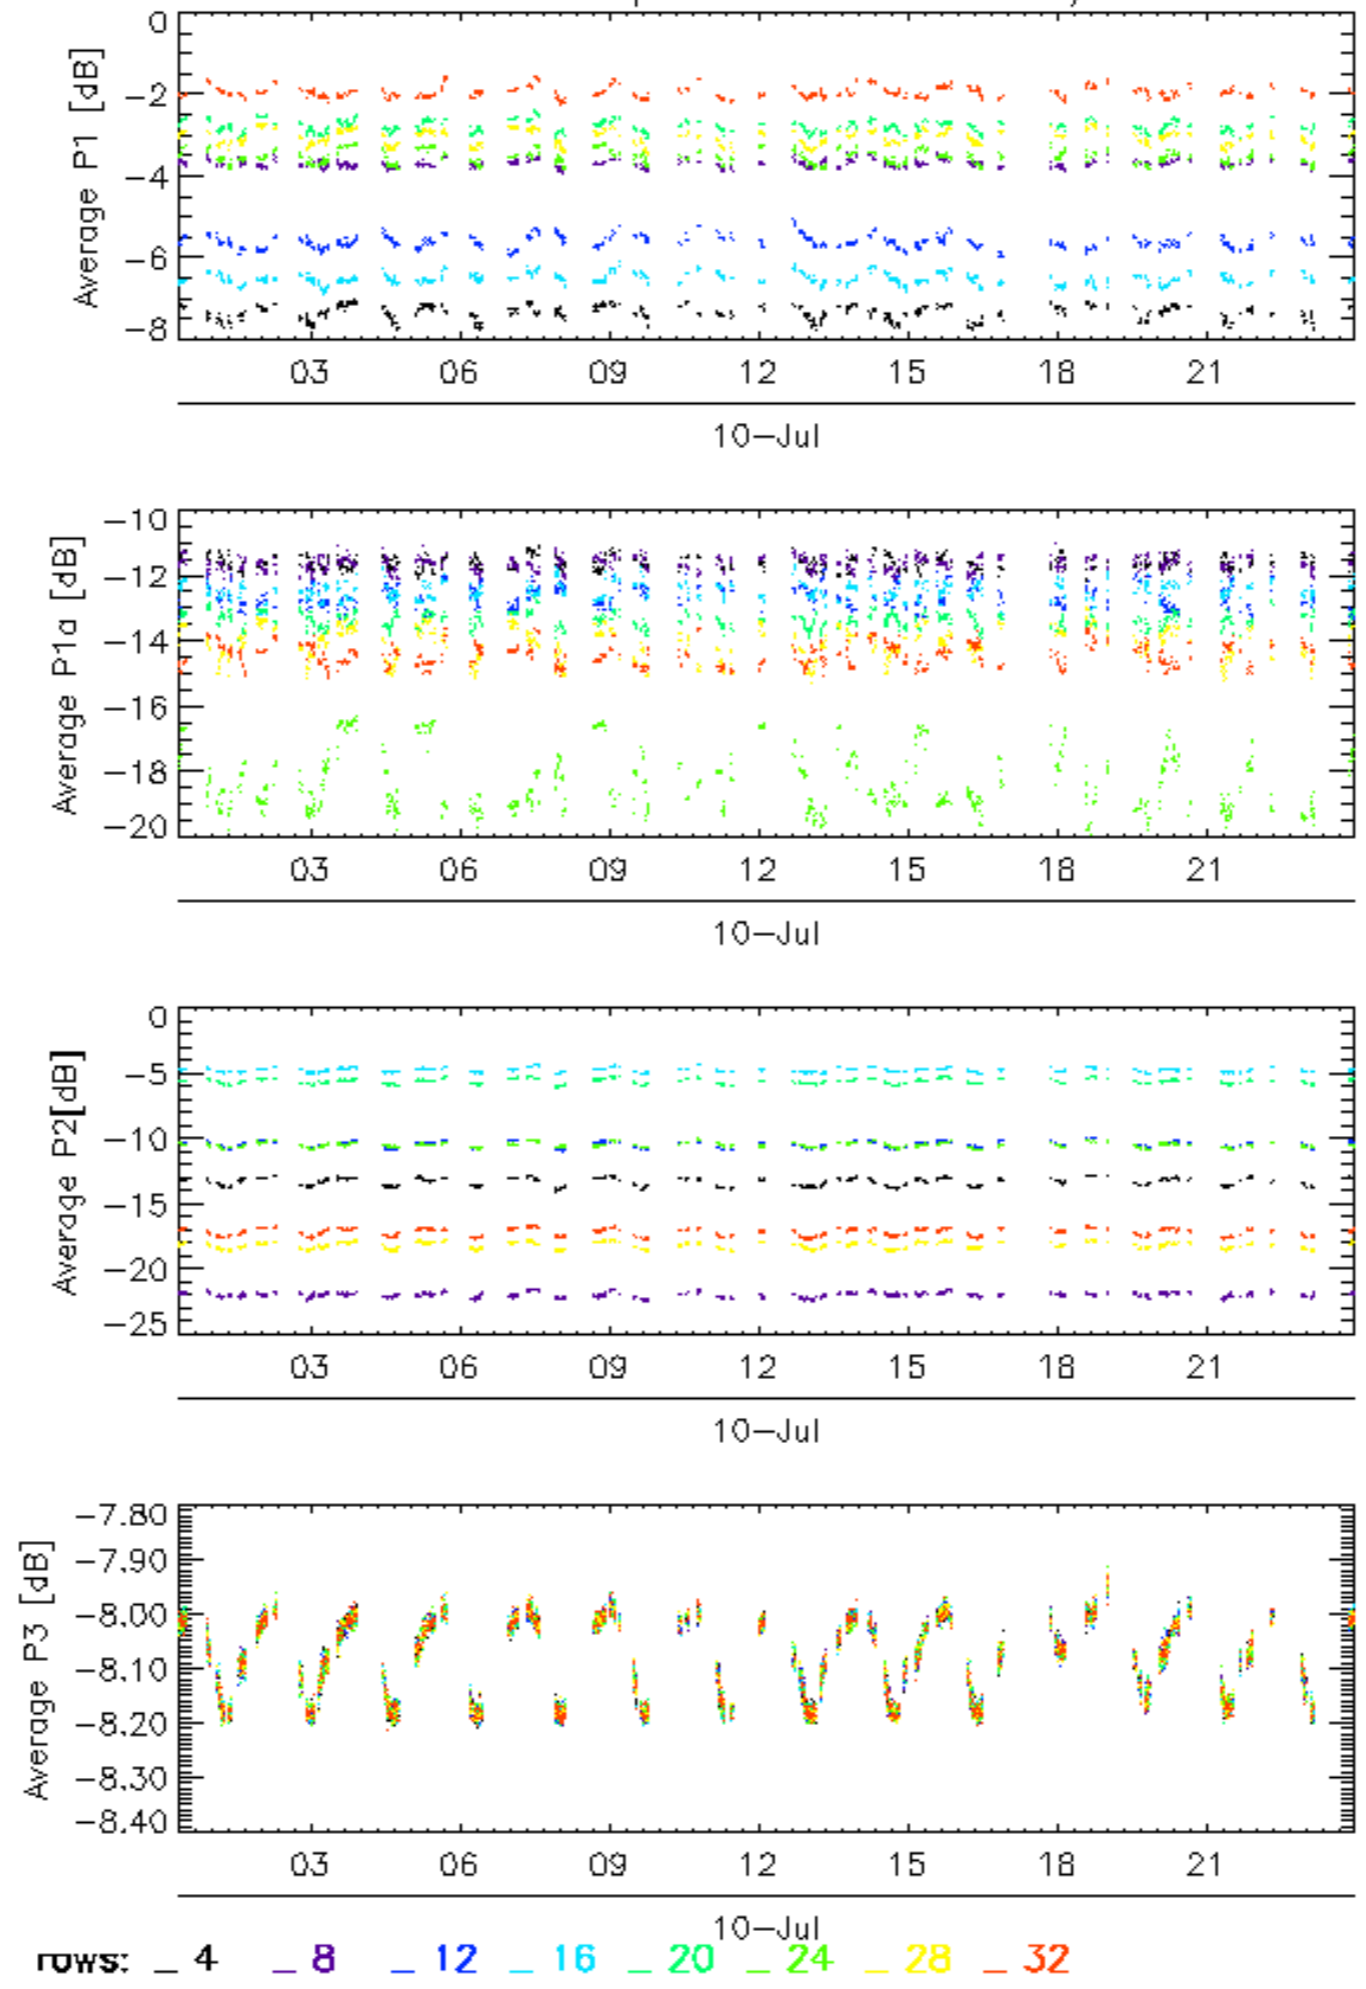 0
−2
−4
−6
−8
Average P1 [dB]
03 06 09 12 15 18 21
10−Jul
−10
−12
−14
−16
−18
−20
Average P1a [dB]
03 06 09 12 15 18 21
10−Jul
0
−5
−10
−15
−20
−25
Average P2[dB]
03 06 09 12 15 18 21
10−Jul
−7.80
−7.90
−8.00
−8.10
−8.20
−8.30
−8.40
Average P3 [dB]
03 06 09 12 15 18 21
10−Jul
rows: _ 4 _ 8 _ 12 _ 16 _ 20 _ 24 _ 28 _ 32